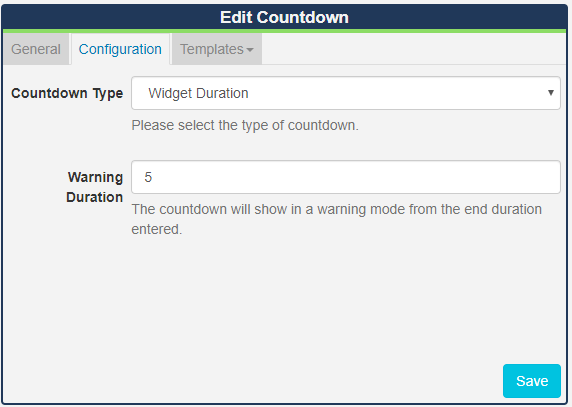 Edit Countdown
General Configuration Templates
Countdown Type Widget Duration
Please select the type of countdown.
Warning Duration 5
The countdown will show in a warning mode from the end duration
entered.
Save